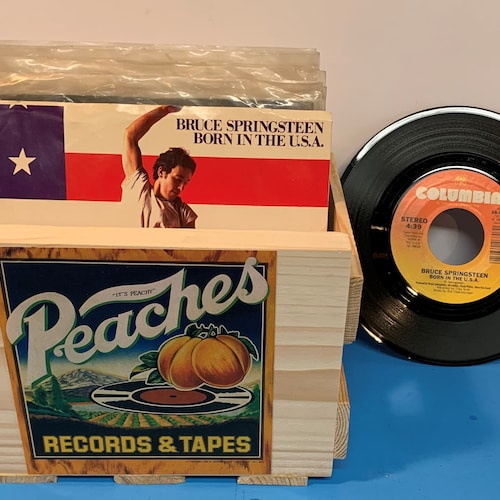 BRUCE SPRINGSTEEN
BORN IN THE U.S.A.
"IT'S PEACHY"
Peaches
RECORDS & TAPES
COLUMBIA
STEREO
4:39
BRUCE SPRINGSTEEN
BORN IN THE U.S.A.